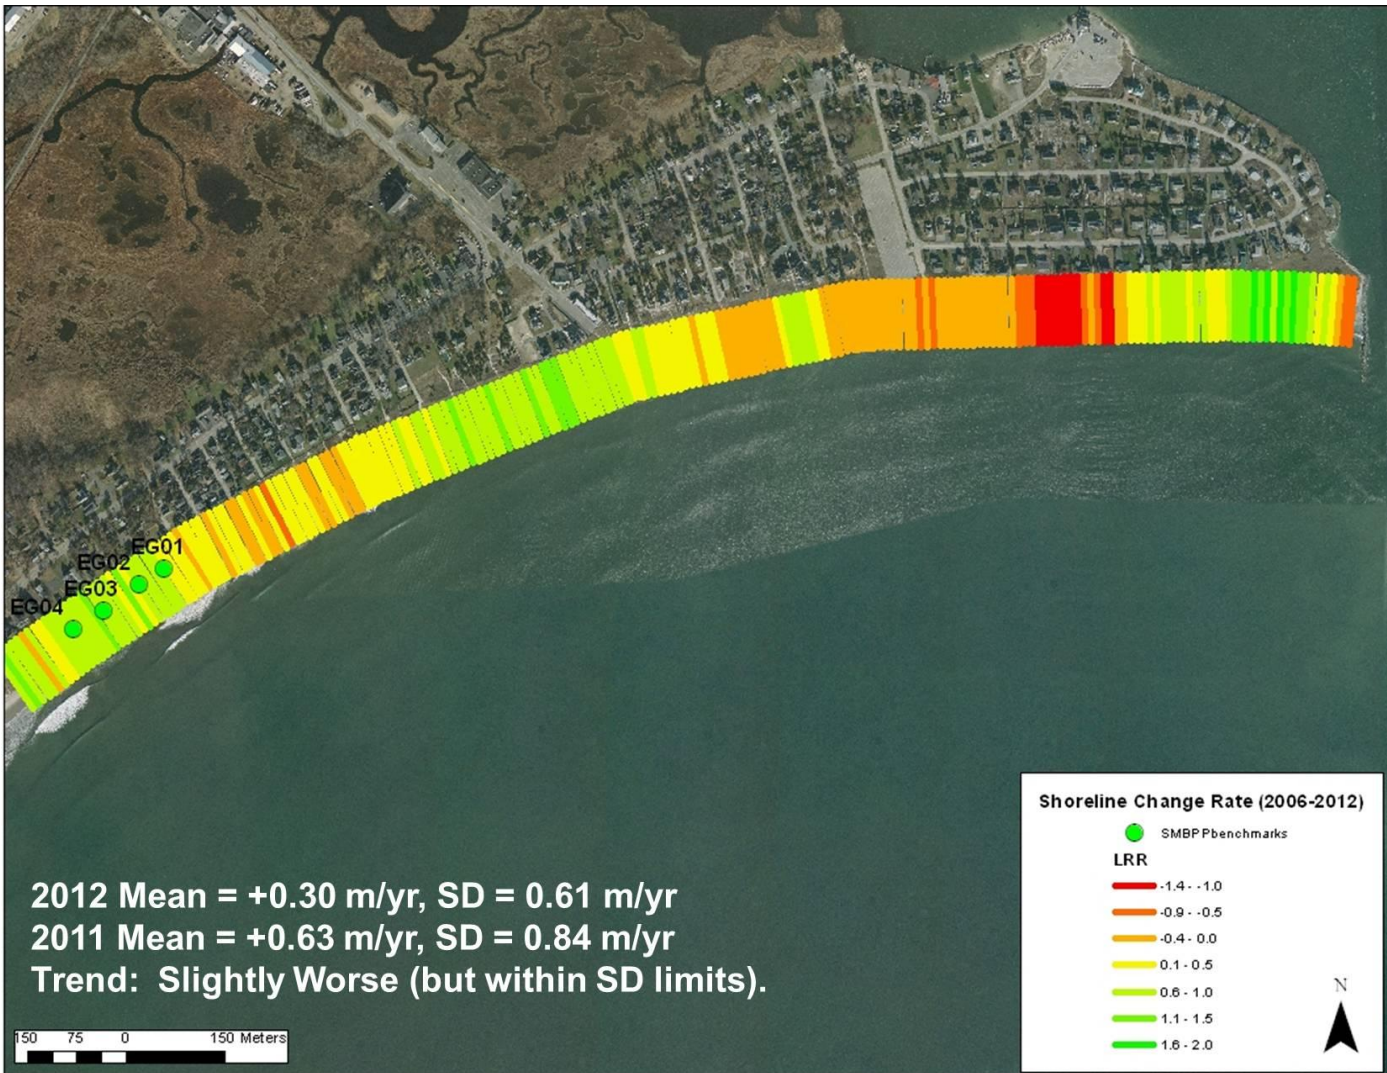 EG01
EG02
EG03
EG04
2012 Mean = +0.30 m/yr, SD = 0.61 m/yr
2011 Mean = +0.63 m/yr, SD = 0.84 m/yr
Trend: Slightly Worse (but within SD limits).
150 75 0 150 Meters
Shoreline Change Rate (2006-2012)
SMBPPbenchmarks
LRR
-1.4 - -1.0
-0.9 - -0.5
-0.4 - 0.0
0.1 - 0.5
0.6 - 1.0
1.1 - 1.5
1.6 - 2.0
N